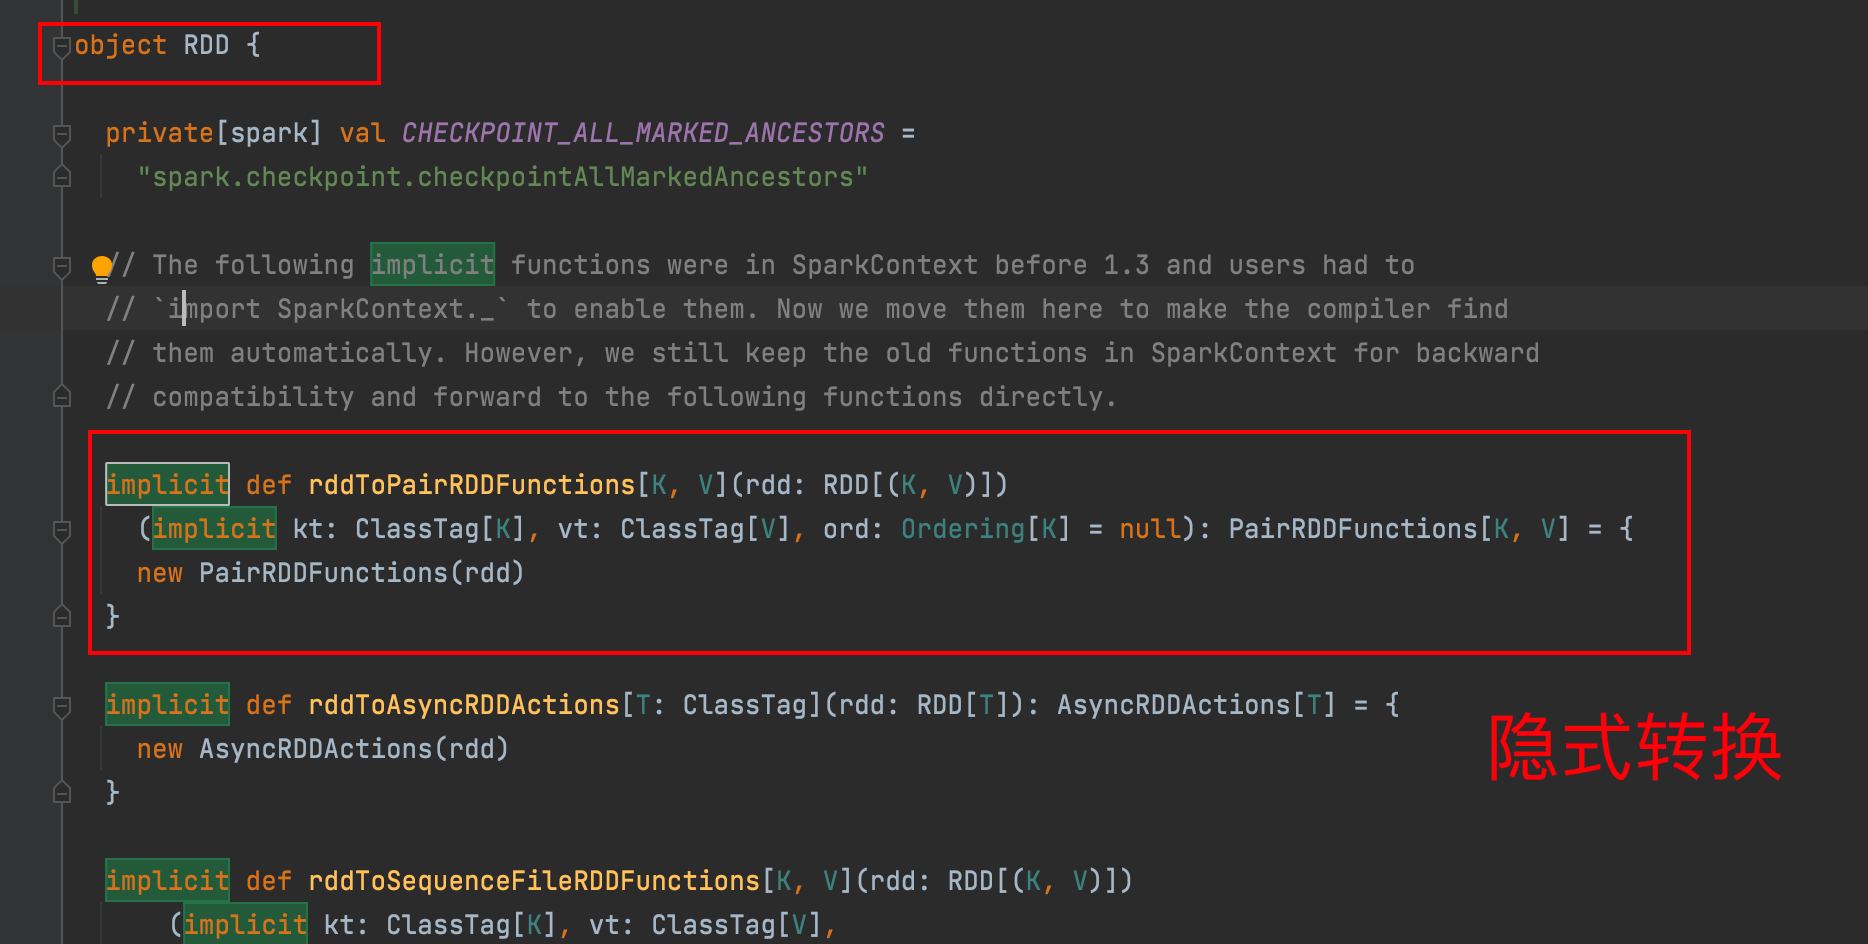 object RDD {
private[spark] val CHECKPOINT_ALL_MARKED_ANCESTORS =
"spark.checkpoint.checkpointAllMarkedAncestors"
// The following implicit functions were in SparkContext before 1.3 and users had to
// `import SparkContext._` to enable them. Now we move them here to make the compiler find
// them automatically. However, we still keep the old functions in SparkContext for backward
// compatibility and forward to the following functions directly.
implicit def rddToPairRDDFunctions[K, V](rdd: RDD[(K, V)])
(implicit kt: ClassTag[K], vt: ClassTag[V], ord: Ordering[K] = null): PairRDDFunctions[K, V] = {
new PairRDDFunctions(rdd)
}
implicit def rddToAsyncRDDActions[T: ClassTag](rdd: RDD[T]): AsyncRDDActions[T] = {
new AsyncRDDActions(rdd)
}
隐式转换
implicit def rddToSequenceFileRDDFunctions[K, V](rdd: RDD[(K, V)])
(implicit kt: ClassTag[K], vt: ClassTag[V],